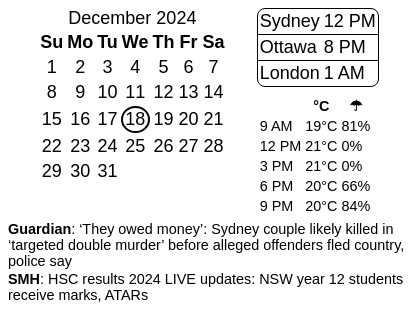 December 2024
Su Mo Tu We Th Fr Sa
1 2 3 4 5 6 7
8 9 10 11 12 13 14
15 16 17 18 19 20 21
22 23 24 25 26 27 28
29 30 31
Sydney 12 PM
Ottawa 8 PM
London 1 AM
°C ☂
9 AM 19°C 81%
12 PM 21°C 0%
3 PM 21°C 0%
6 PM 20°C 66%
9 PM 20°C 84%
Guardian: ‘They owed money’: Sydney couple likely killed in
‘targeted double murder’ before alleged offenders fled country,
police say
SMH: HSC results 2024 LIVE updates: NSW year 12 students
receive marks, ATARs